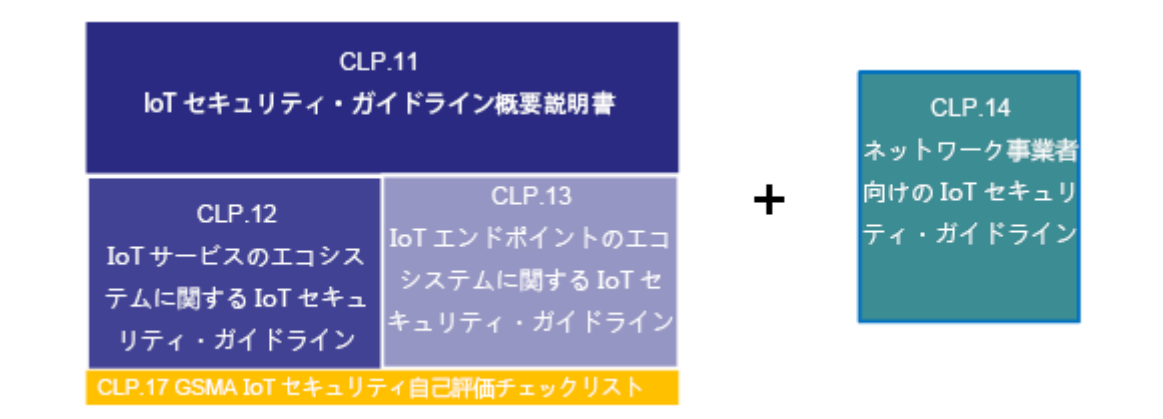 CLP.11
IoT セキュリティ・ガイドライン概要説明書
CLP.12
IoT サービスのエコシス
テムに関する IoT セキュ
リティ・ガイドライン
CLP.13
IoT エンドポイントのエコ
システムに関する IoT セ
キュリティ・ガイドライン
CLP.17 GSMA IoT セキュリティ自己評価チェックリスト
+
CLP.14
ネットワーク事業者
向けの IoT セキュリ
ティ・ガイドライン